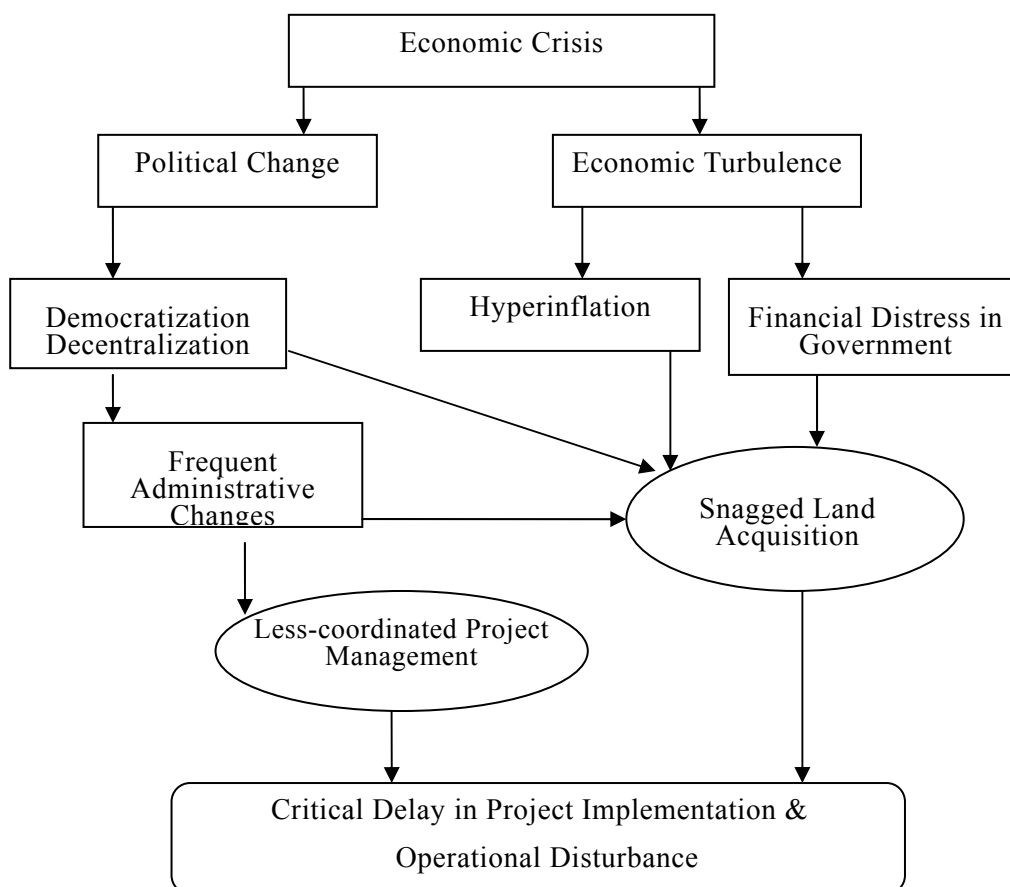 Economic Crisis
Political Change
Economic Turbulence
Democratization
Decentralization
Hyperinflation
Financial Distress in
Government
Frequent
Administrative
Changes
Snagged Land
Acquisition
Less-coordinated Project
Management
Critical Delay in Project Implementation &
Operational Disturbance